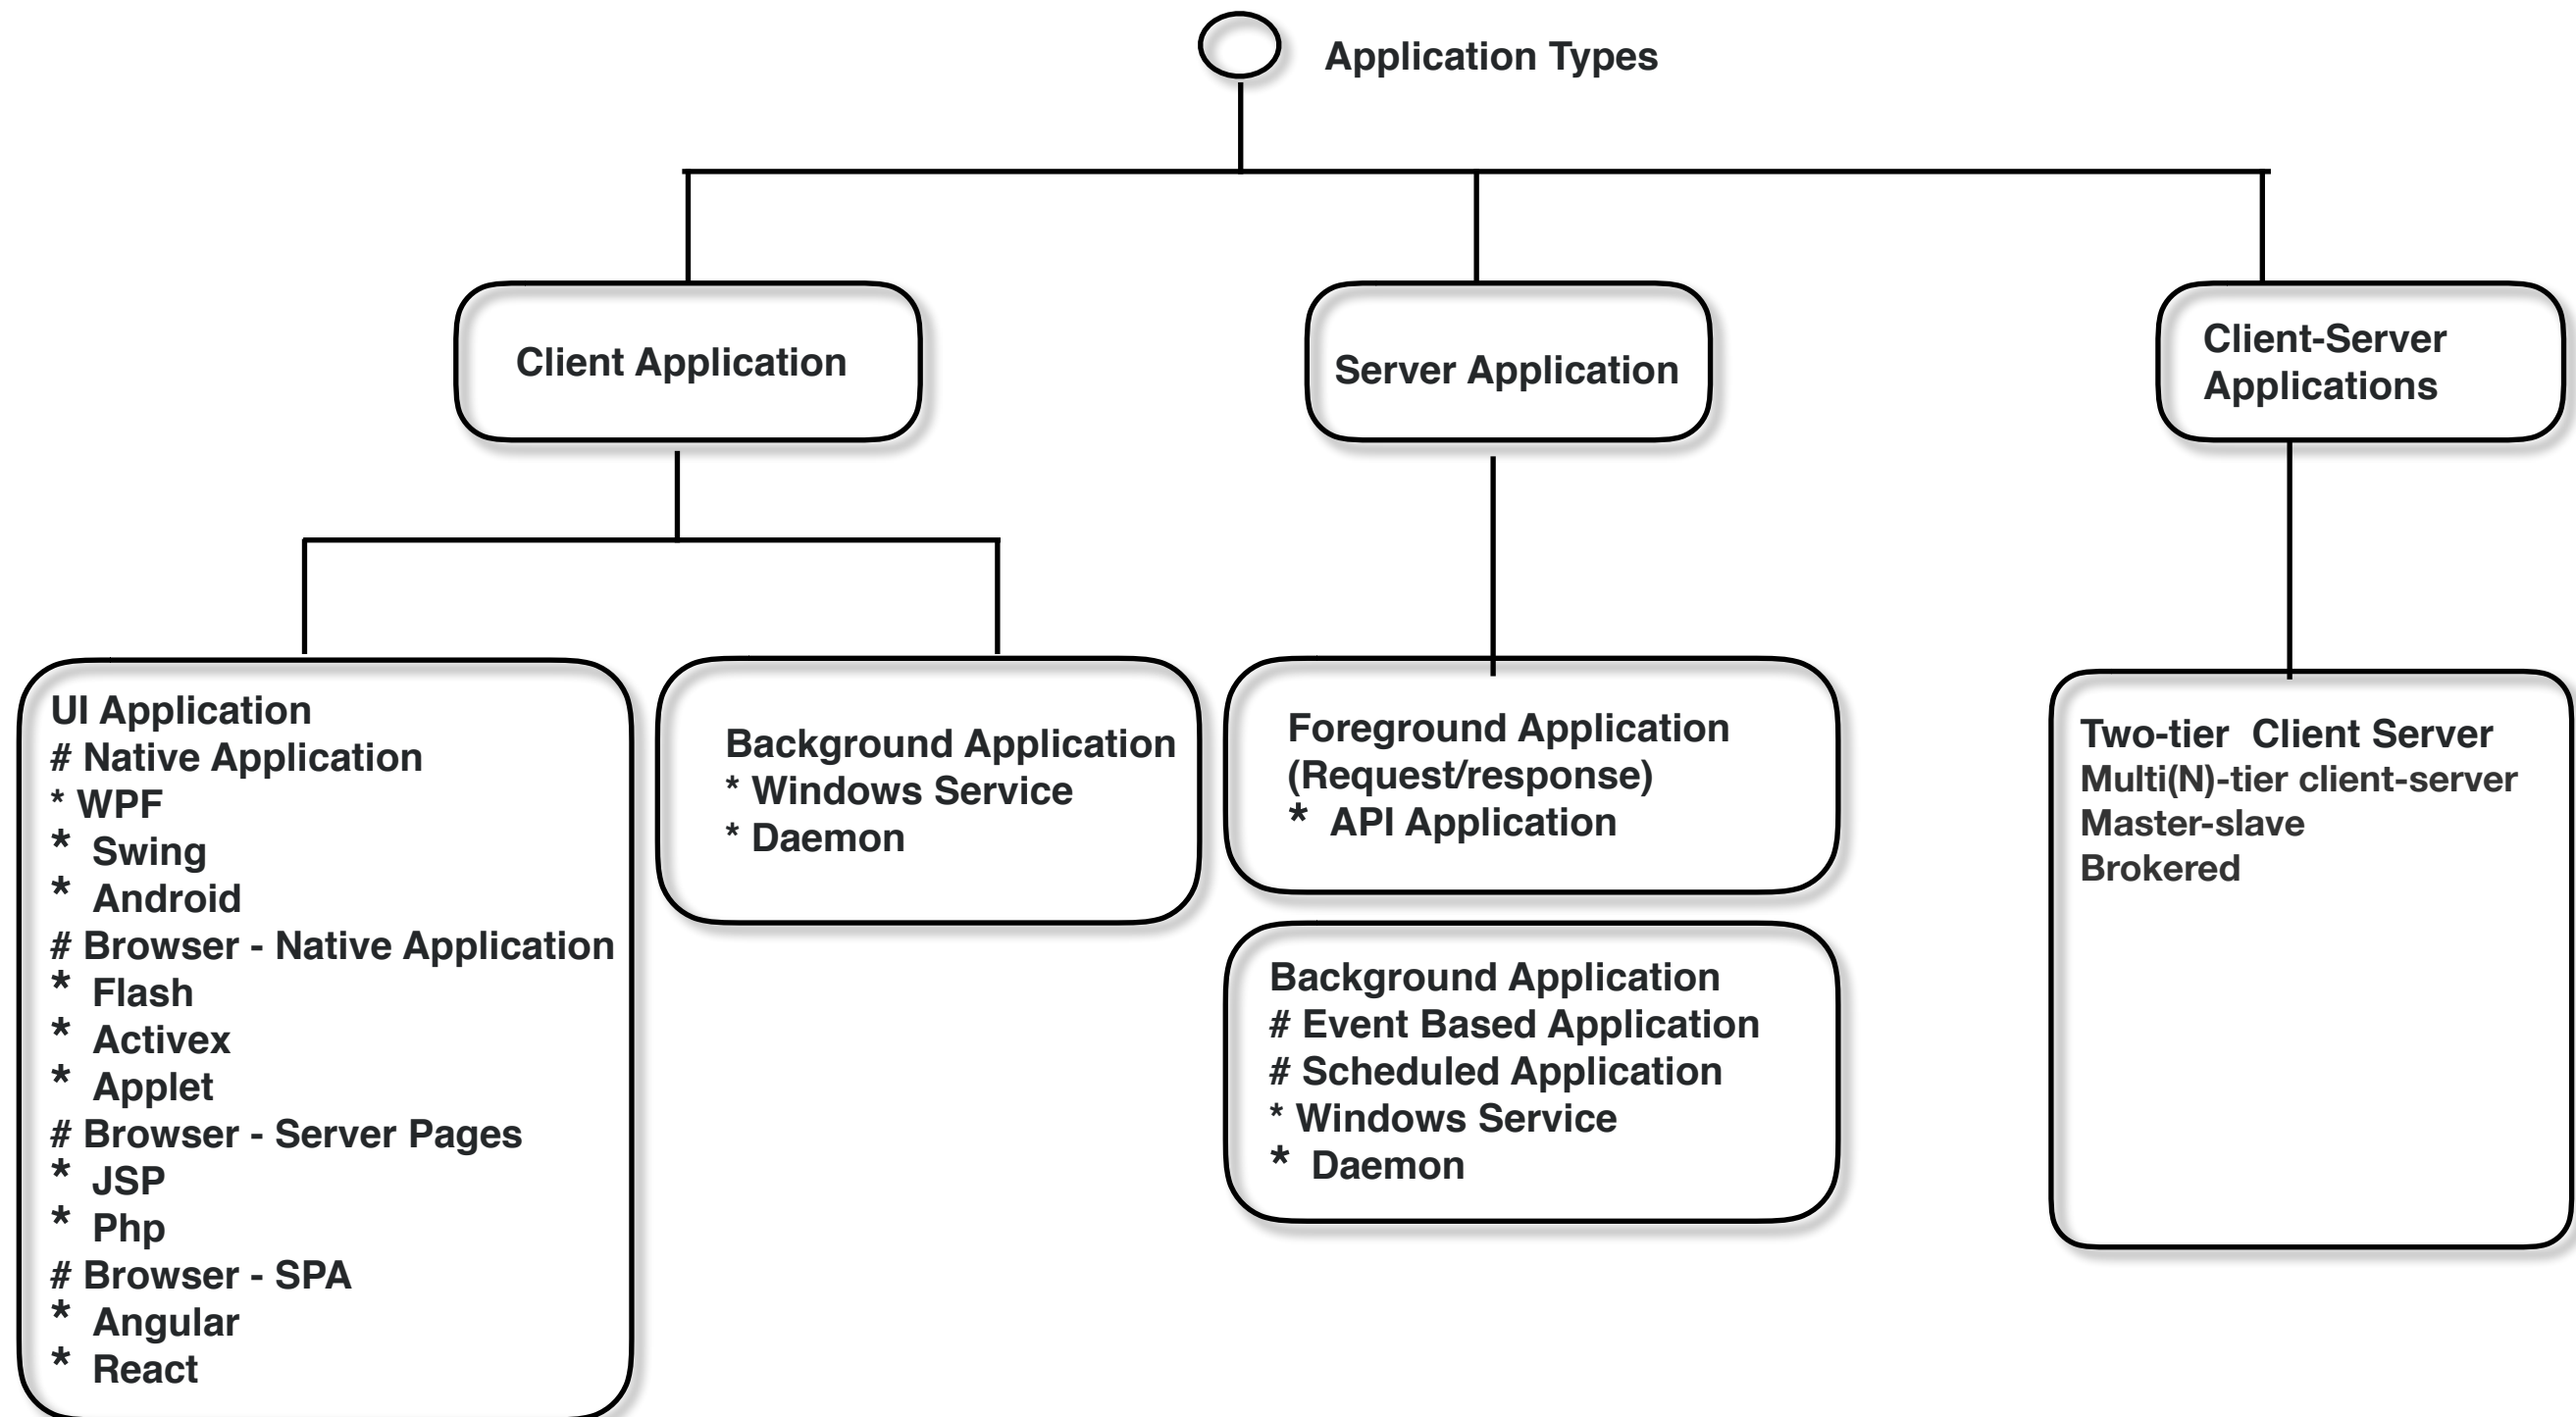 Application Types
Client Application
Server Application
Client-Server
Applications
UI Application
# Native Application
* WPF
* Swing
* Android
# Browser - Native Application
* Flash
* Activex
* Applet
# Browser - Server Pages
* JSP
* Php
# Browser - SPA
* Angular
* React
Background Application
* Windows Service
* Daemon
Foreground Application
(Request/response)
* API Application
Background Application
# Event Based Application
# Scheduled Application
* Windows Service
* Daemon
Two-tier  Client Server
Multi(N)-tier client-server
Master-slave
Brokered